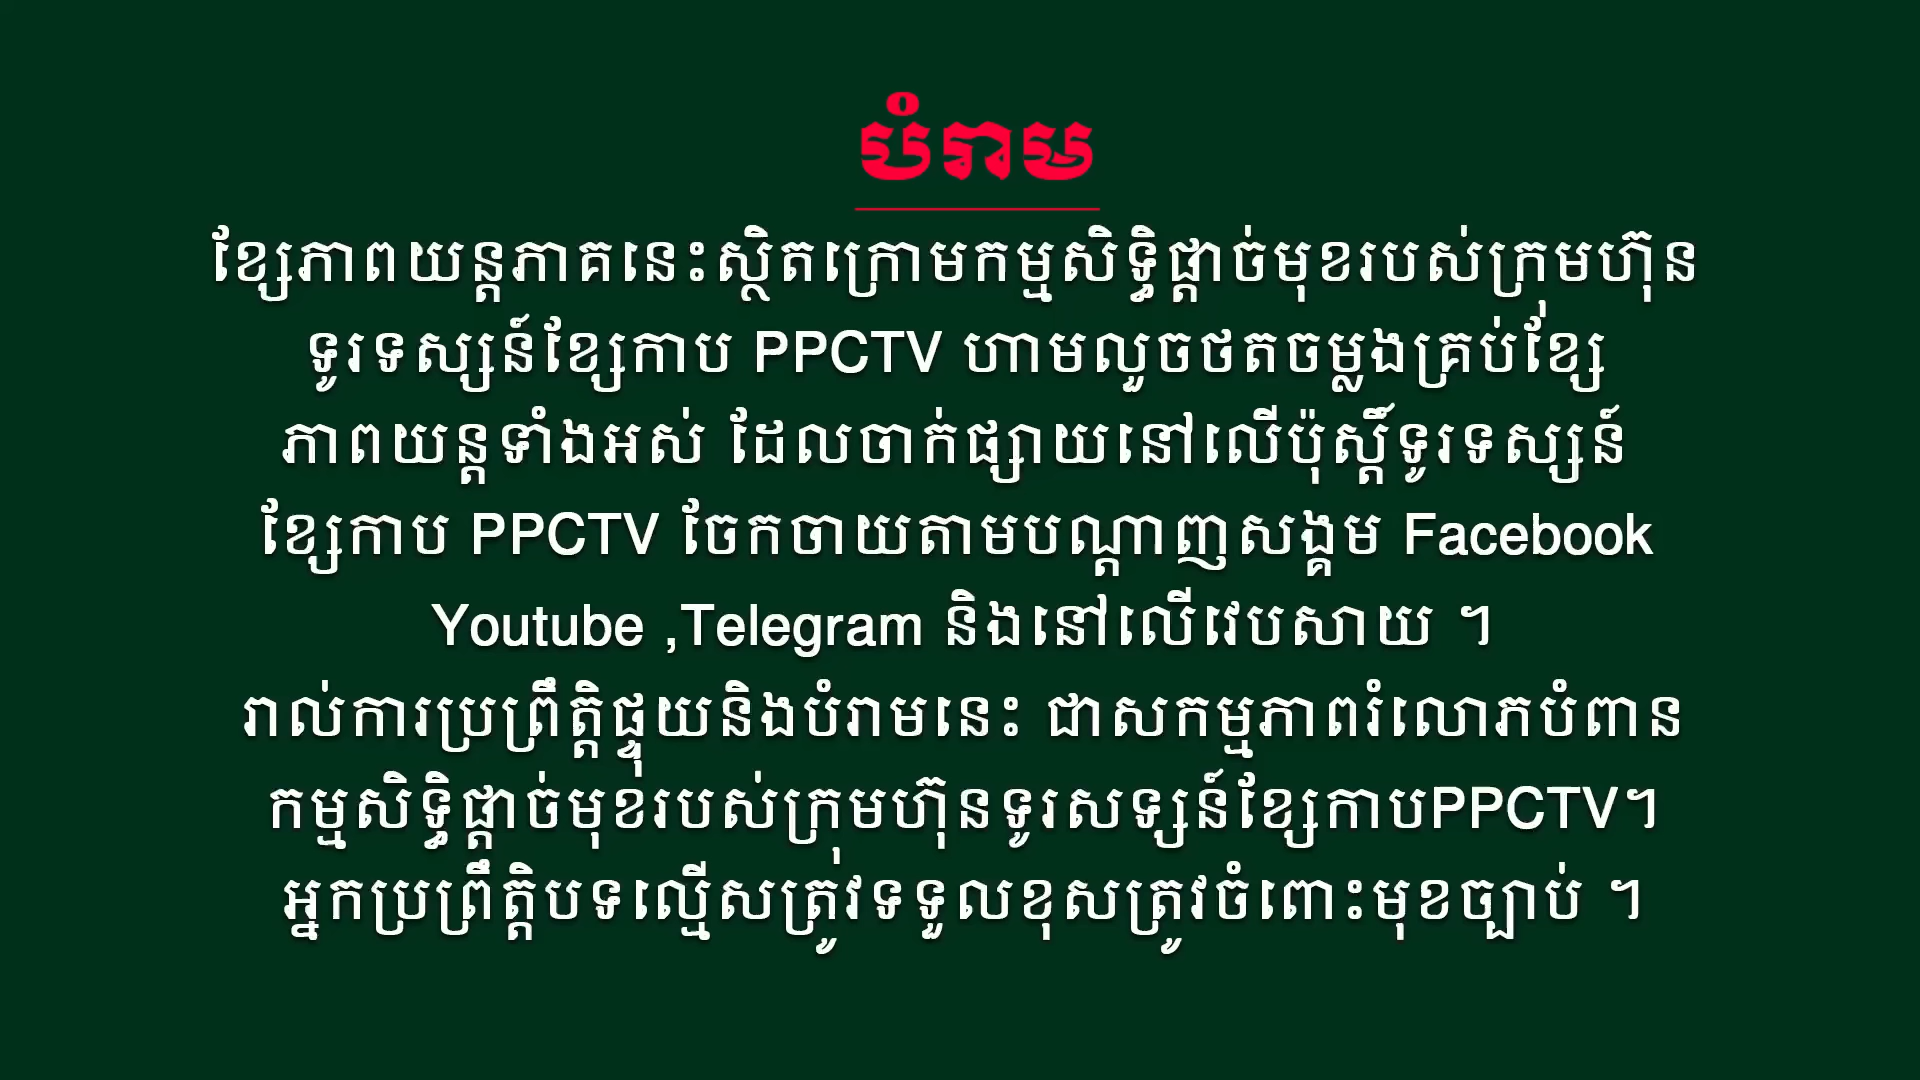 បំរាម
ខ្សែភាពយន្តភាគនេះស្ថិតក្រោមកម្មសិទ្ធិផ្តាច់មុខរបស់ក្រុមហ៊ុន
ទូរទស្សន៍ខ្សែកាប PPCTV ហាមលួចថតចម្លងគ្រប់ខ្សែ
ភាពយន្តទាំងអស់ ដែលចាក់ផ្សាយនៅលើប៉ុស្តិ៍ទូរទស្សន៍
ខ្សែកាប PPCTV ចែកចាយតាមបណ្តាញសង្គម Facebook
Youtube ,Telegram និងនៅលើវេបសាយ ។
រាល់ការប្រព្រឹត្តិផ្ទុយនិងបំរាមនេះ ជាសកម្មភាពរំលោភបំពាន
កម្មសិទ្ធិផ្តាច់មុខរបស់ក្រុមហ៊ុនទូរសទ្សន៍ខ្សែកាបPPCTV។
អ្នកប្រព្រឹត្តិបទល្មើសត្រូវទទួលខុសត្រូវចំពោះមុខច្បាប់ ។